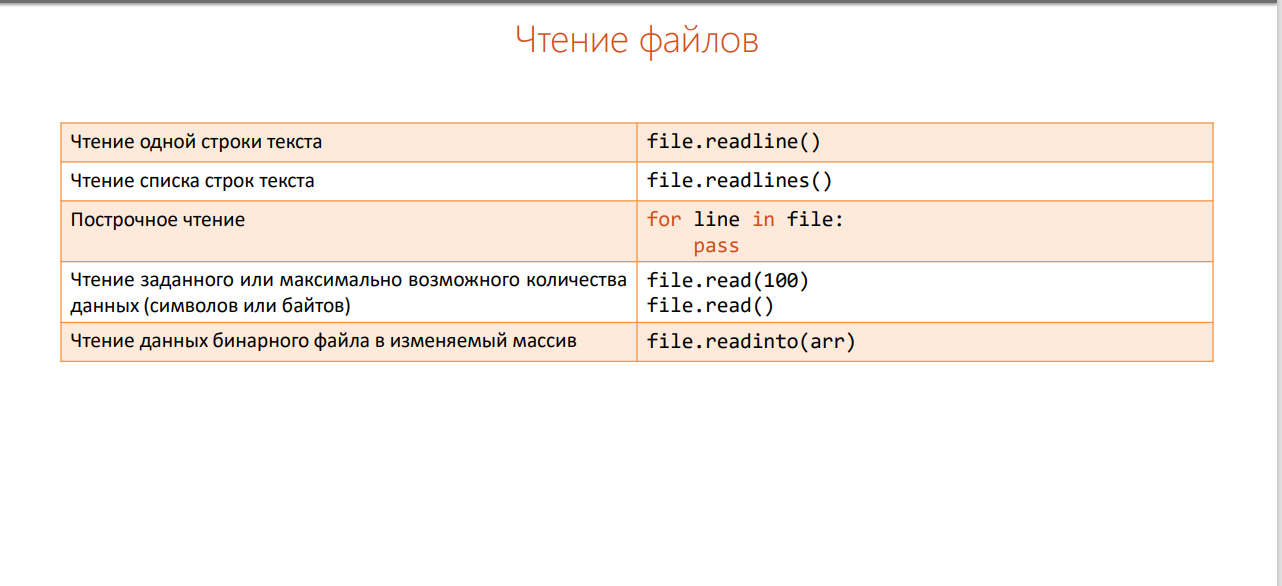 Чтение файлов
Чтение одной строки текста
file.readline()
Чтение списка строк текста
file.readlines()
Построчное чтение
for line in file:
    pass
Чтение заданного или максимально возможного количества
данных (символов или байтов)
file.read(100)
file.read()
Чтение данных бинарного файла в изменяемый массив
file.readinto(arr)